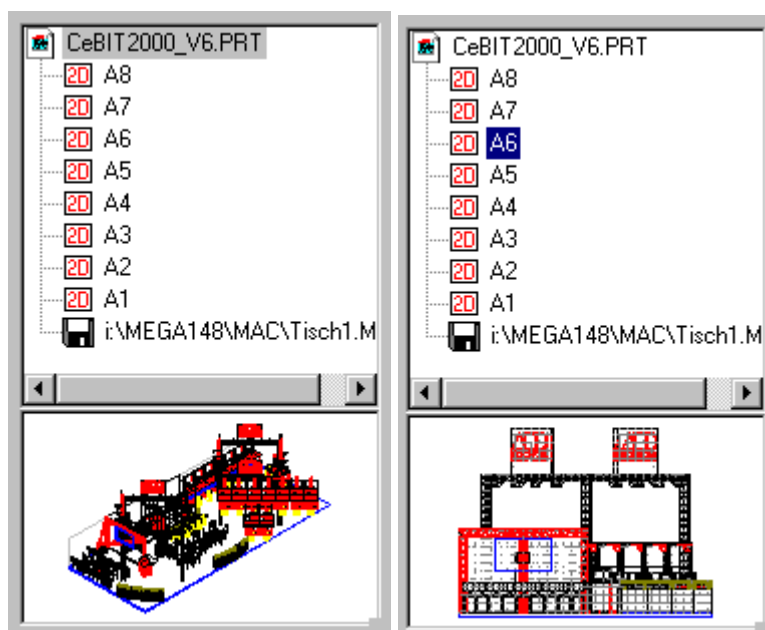 CeBIT2000_V6.PRT
2D A8
2D A7
2D A6
2D A5
2D A4
2D A3
2D A2
2D A1
i:\MEGA148\MAC\Tisch1.M
CeBIT2000_V6.PRT
2D A8
2D A7
2D A6
2D A5
2D A4
2D A3
2D A2
2D A1
i:\MEGA148\MAC\Tisch1.M